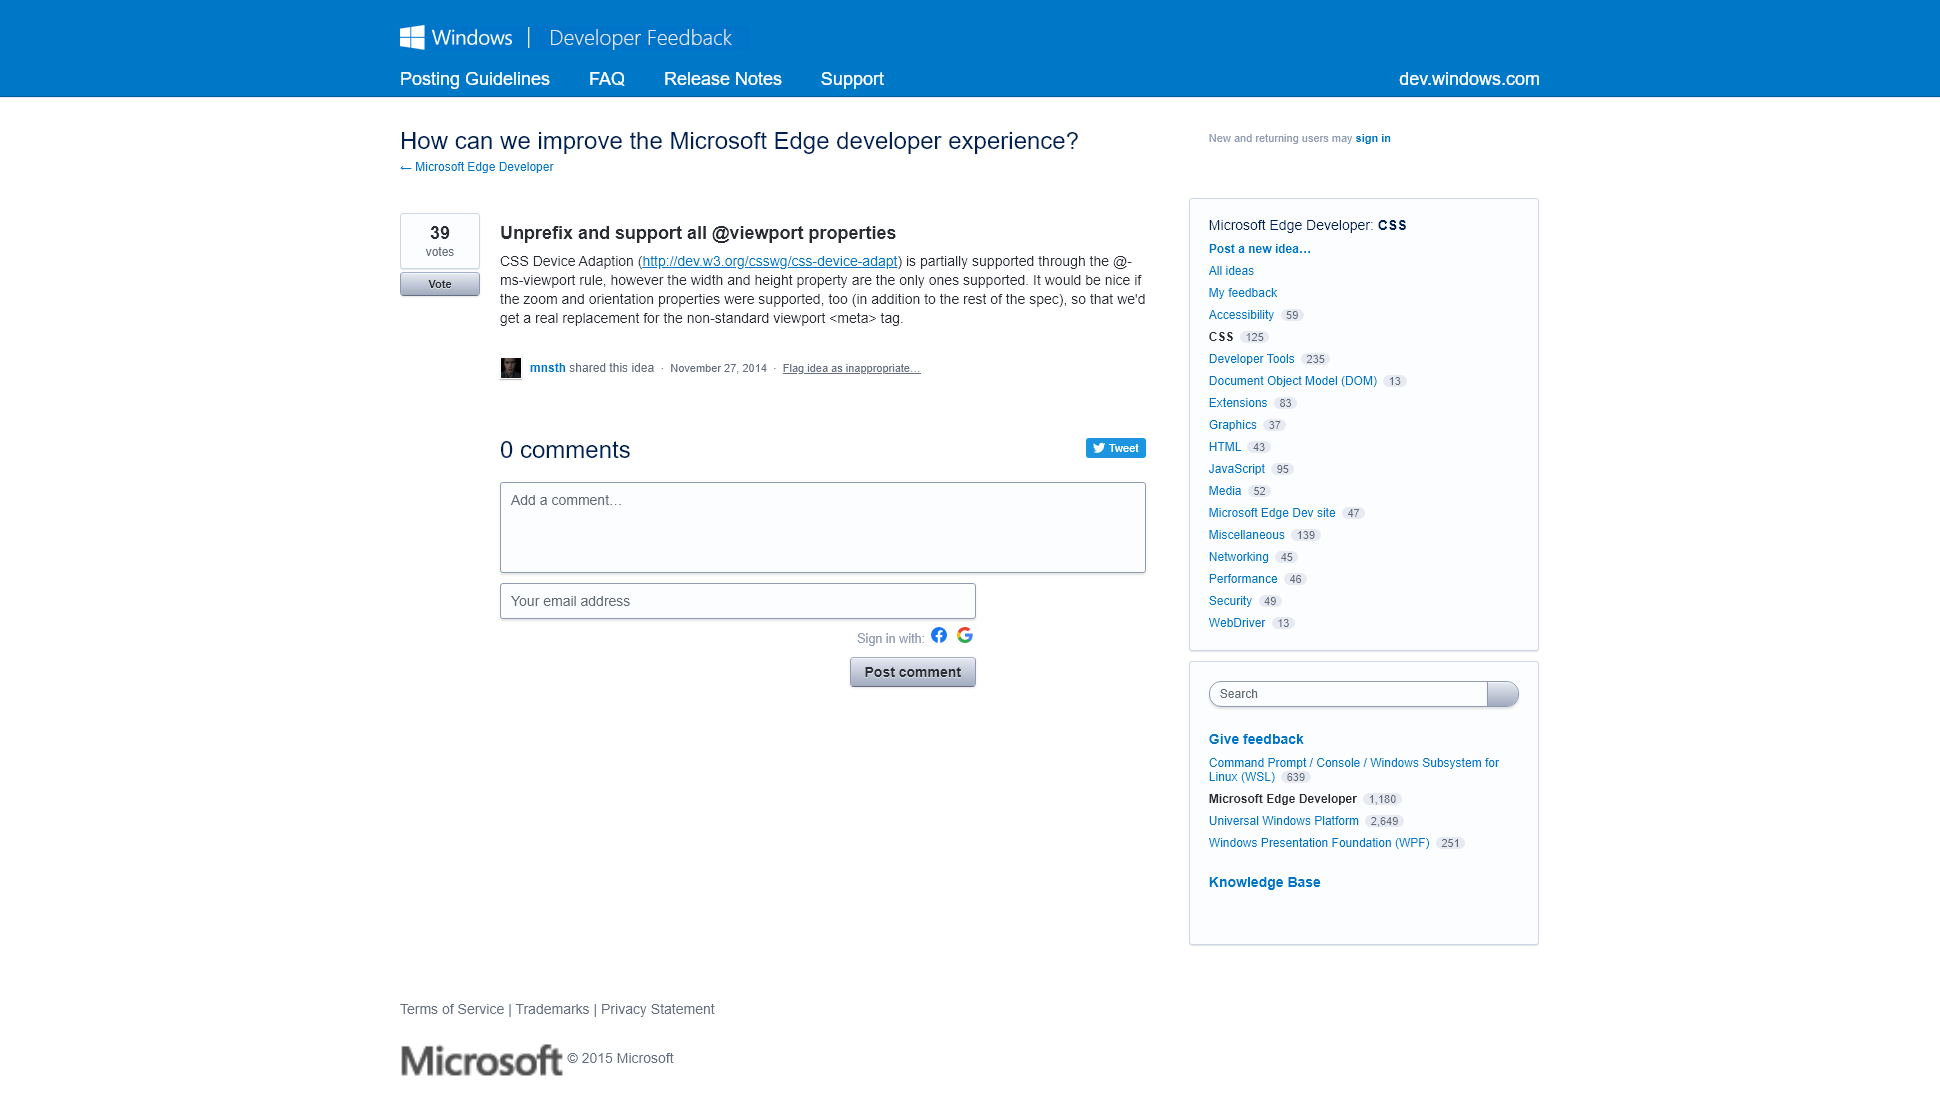 Windows | Developer Feedback
Posting Guidelines FAQ Release Notes Support dev.windows.com
How can we improve the Microsoft Edge developer experience?
← Microsoft Edge Developer
New and returning users may sign in
39
votes
Vote
Unprefix and support all @viewport properties
CSS Device Adaption (http://dev.w3.org/csswg/css-device-adapt) is partially supported through the @-
ms-viewport rule, however the width and height property are the only ones supported. It would be nice if
the zoom and orientation properties were supported, too (in addition to the rest of the spec), so that we'd
get a real replacement for the non-standard viewport <meta> tag.
mnsth shared this idea · November 27, 2014 · Flag idea as inappropriate…
0 comments
Tweet
Add a comment…
Your email address
Sign in with:
Post comment
Microsoft Edge Developer: CSS
Post a new idea…
All ideas
My feedback
Accessibility 59
CSS 125
Developer Tools 235
Document Object Model (DOM) 13
Extensions 83
Graphics 37
HTML 43
JavaScript 95
Media 52
Microsoft Edge Dev site 47
Miscellaneous 139
Networking 45
Performance 46
Security 49
WebDriver 13
Search
Give feedback
Command Prompt / Console / Windows Subsystem for
Linux (WSL) 639
Microsoft Edge Developer 1,180
Universal Windows Platform 2,649
Windows Presentation Foundation (WPF) 251
Knowledge Base
Terms of Service | Trademarks | Privacy Statement
Microsoft © 2015 Microsoft